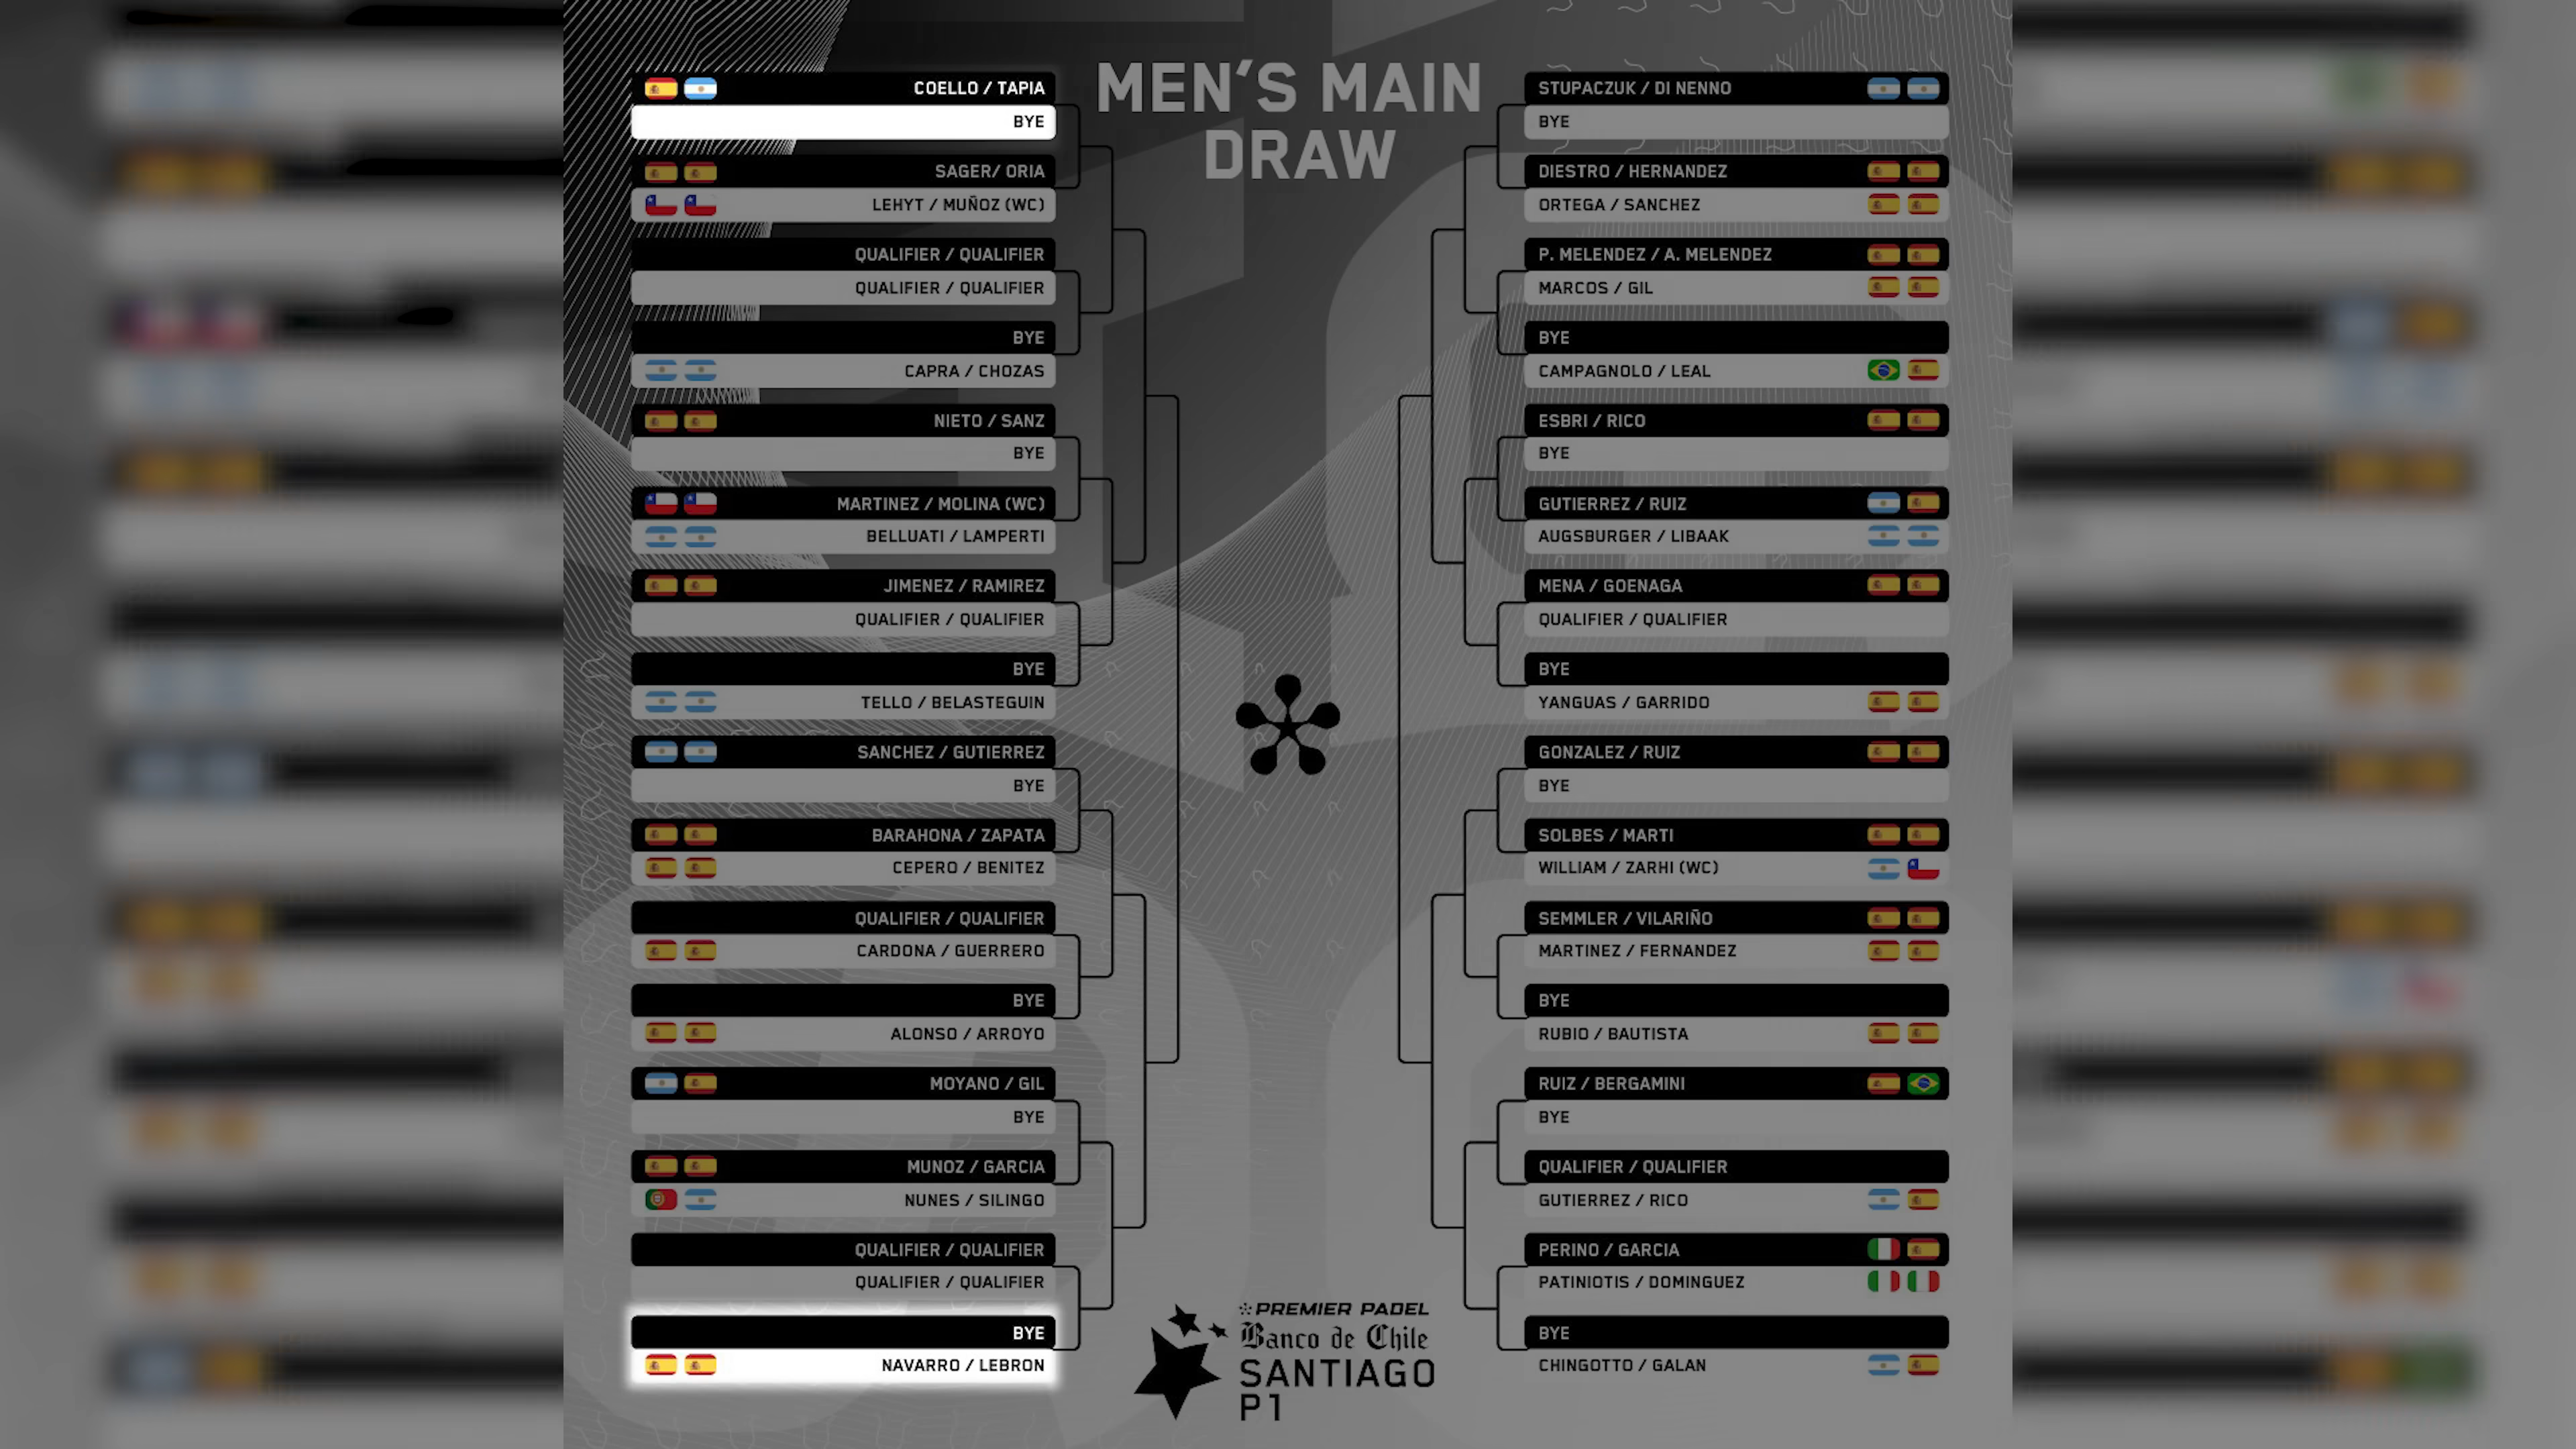 MEN'S MAIN
DRAW
COELLO / TAPIA
BYE
SAGER/ ORIA
LEHYT / MUÑOZ (WC)
QUALIFIER / QUALIFIER
QUALIFIER / QUALIFIER
BYE
CAPRA / CHOZAS
NIETO / SANZ
BYE
MARTINEZ / MOLINA (WC)
BELLUATI / LAMPERTI
JIMENEZ / RAMIREZ
QUALIFIER / QUALIFIER
BYE
TELLO / BELASTEGUIN
SANCHEZ / GUTIERREZ
BYE
BARAHONA / ZAPATA
CEPERO / BENITEZ
QUALIFIER / QUALIFIER
CARDONA / GUERRERO
BYE
ALONSO / ARROYO
MOYANO / GIL
BYE
MUNOZ / GARCIA
NUNES / SILINGO
QUALIFIER / QUALIFIER
QUALIFIER / QUALIFIER
BYE
NAVARRO / LEBRON
STUPACZUK / DI NENNO
BYE
DIESTRO / HERNANDEZ
ORTEGA / SANCHEZ
P. MELENDEZ / A. MELENDEZ
MARCOS / GIL
BYE
CAMPAGNOLO / LEAL
ESBRI / RICO
BYE
GUTIERREZ / RUIZ
AUGSBURGER / LIBAAK
MENA / GOENAGA
QUALIFIER / QUALIFIER
BYE
YANGUAS / GARRIDO
GONZALEZ / RUIZ
BYE
SOLBES / MARTI
WILLIAM / ZARHI (WC)
SEMMLER / VILARIÑO
MARTINEZ / FERNANDEZ
BYE
RUBIO / BAUTISTA
RUIZ / BERGAMINI
BYE
QUALIFIER / QUALIFIER
GUTIERREZ / RICO
PERINO / GARCIA
PATINIOTIS / DOMINGUEZ
BYE
CHINGOTTO / GALAN
PREMIER PADEL
Banco de Chile
SANTIAGO
P1